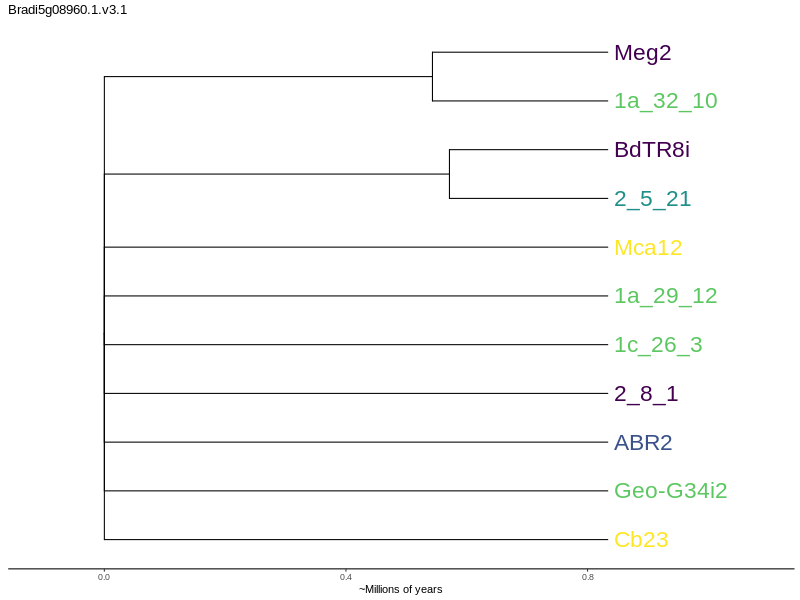 Bradi5g08960.1.v3.1
Meg2
1a_32_10
BdTR8i
2_5_21
Mca12
1a_29_12
1c_26_3
2_8_1
ABR2
Geo-G34i2
Cb23
0.0 0.4 0.8
~Millions of years